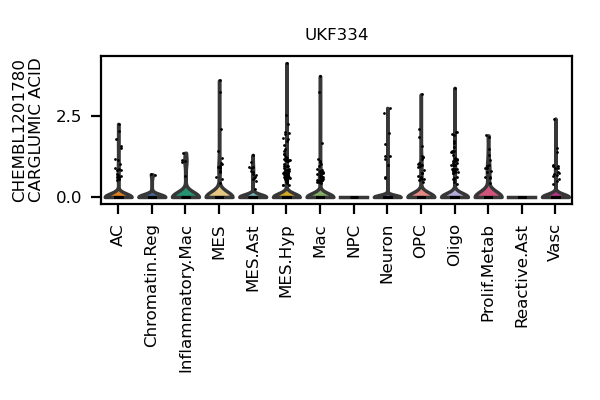 UKF334
CHEMBL1201780
CARGLUMIC ACID
2.5
0.0
AC
Chromatin.Reg
Inflammatory.Mac
MES
MES.Ast
MES.Hyp
Mac
NPC
Neuron
OPC
Oligo
Prolif.Metab
Reactive.Ast
Vasc